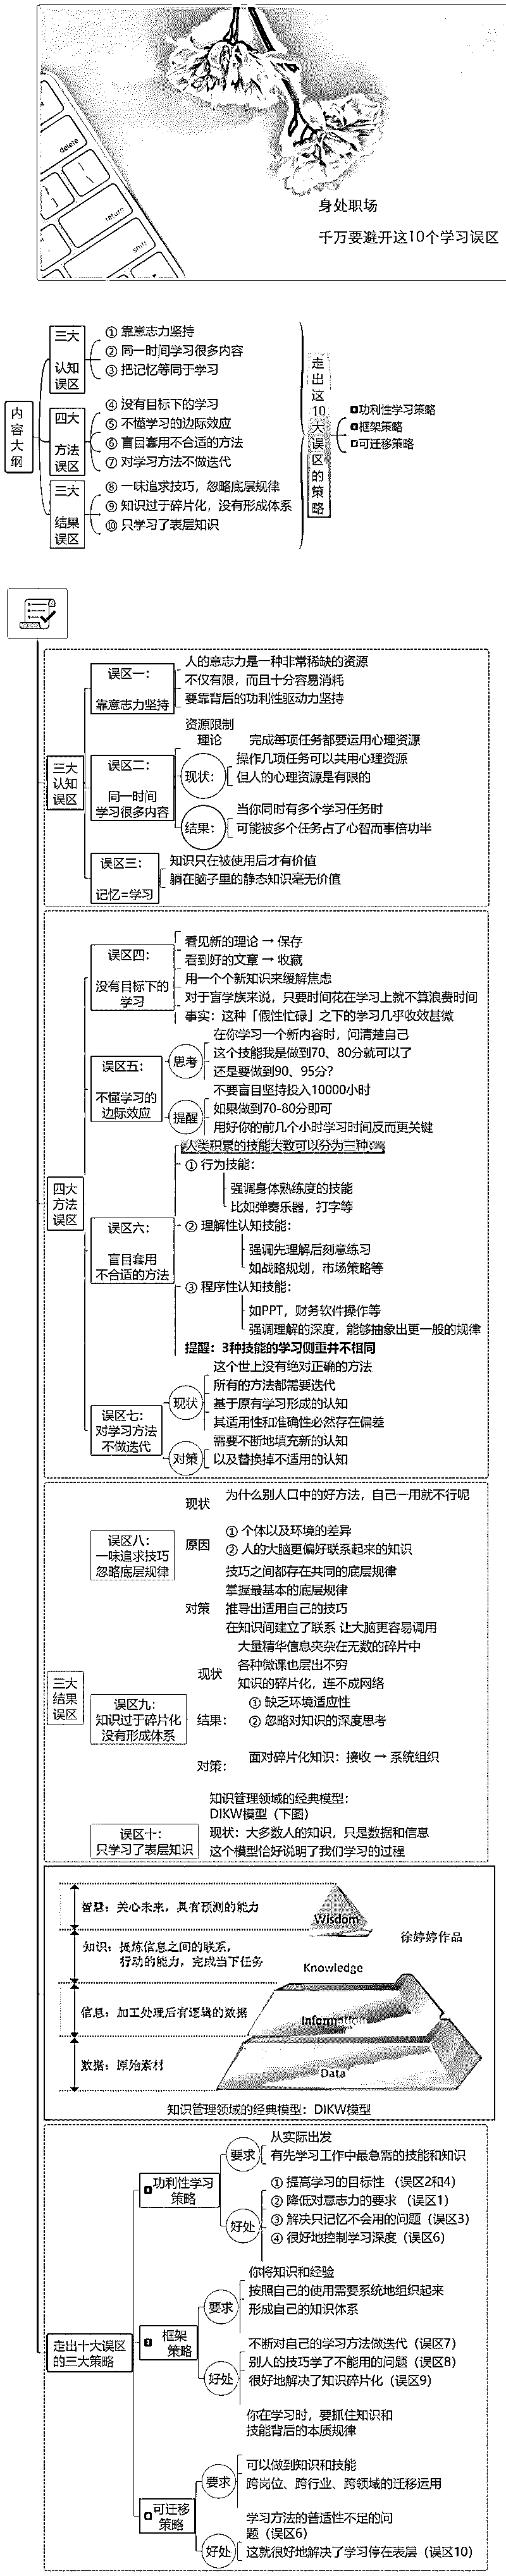 delete
return
shift
身处职场
千万要避开这10个学习误区
内容大纲
三大
认知
误区
① 靠意志力坚持
② 同一时间学习很多内容
③ 把记忆等同于学习
四大
方法
误区
④ 没有目标下的学习
⑤ 不懂学习的边际效应
⑥ 盲目套用不合适的方法
⑦ 对学习方法不做迭代
三大
结果
误区
⑧ 一味追求技巧，忽略底层规律
⑨ 知识过于碎片化，没有形成体系
⑩ 只学习了表层知识
走出这10大误区的策略
功利性学习策略
框架策略
可迁移策略
三大
认知
误区
误区一：
靠意志力坚持
人的意志力是一种非常稀缺的资源
不仅有限，而且十分容易消耗
要靠背后的功利性驱动力坚持
误区二：
同一时间
学习很多内容
资源限制
理论
完成每项任务都要运用心理资源
现状：
操作几项任务可以共用心理资源
但人的心理资源是有限的
结果：
当你同时有多个学习任务时
可能被多个任务占了心智而事倍功半
误区三：
记忆=学习
知识只在被使用后才有价值
躺在脑子里的静态知识毫无价值
四大
方法
误区
误区四：
没有目标下的
学习
看见新的理论 → 保存
看到好的文章 → 收藏
用一个个新知识来缓解焦虑
对于盲学族来说，只要时间花在学习上就不算浪费时间
事实：这种「假性忙碌」之下的学习几乎收效甚微
误区五：
不懂学习的
边际效应
思考
在你学习一个新内容时，问清楚自己
这个技能我是做到70、80分就可以了
还是要做到90、95分？
提醒
不要盲目坚持投入10000小时
如果做到70-80分即可
用好你的前几个小时学习时间反而更关键
误区六：
盲目套用
不合适的方法
人类积累的技能大致可以分为三种：
① 行为技能：
强调身体熟练度的技能
比如弹奏乐器，打字等
② 理解性认知技能：
强调先理解后刻意练习
如战略规划，市场策略等
③ 程序性认知技能：
如PPT，财务软件操作等
强调理解的深度，能够抽象出更一般的规律
提醒：3种技能的学习侧重并不相同
误区七：
对学习方法
不做迭代
现状
这个世上没有绝对正确的方法
所有的方法都需要迭代
基于原有学习形成的认知
其适用性和准确性必然存在偏差
对策
需要不断地填充新的认知
以及替换掉不适用的认知
三大
结果
误区
误区八：
一味追求技巧
忽略底层规律
现状
为什么别人口中的好方法，自己一用就不行呢
原因
① 个体以及环境的差异
② 人的大脑更偏好联系起来的知识
对策
技巧之间都存在共同的底层规律
掌握最基本的底层规律
推导出适用自己的技巧
在知识间建立了联系 让大脑更容易调用
误区九：
知识过于碎片化
没有形成体系
现状
大量精华信息夹杂在无数的碎片中
各种微课也层出不穷
知识的碎片化，连不成网络
结果：
① 缺乏环境适应性
② 忽略对知识的深度思考
对策：
面对碎片化知识：接收 → 系统组织
误区十：
只学习了表层知识
知识管理领域的经典模型：
DIKW模型（下图）
现状：大多数人的知识，只是数据和信息
这个模型恰好说明了我们学习的过程
智慧：关心未来，具有预测的能力
Wisdom
徐婷婷作品
知识：提炼信息之间的联系，
行动的能力，完成当下任务
Knowledge
信息：加工处理后有逻辑的数据
Information
数据：原始素材
Data
知识管理领域的经典模型：DIKW模型
走出十大误区
的三大策略
功利性学习
策略
要求
从实际出发
有先学习工作中最急需的技能和知识
好处
① 提高学习的目标性 （误区2和4）
② 降低对意志力的要求 （误区1）
③ 解决只记忆不会用的问题（误区3）
④ 很好地控制学习深度（误区6）
框架
策略
要求
你将知识和经验
按照自己的使用需要系统地组织起来
形成自己的知识体系
好处
不断对自己的学习方法做迭代（误区7）
别人的技巧学了不能用的问题（误区8）
很好地解决了知识碎片化（误区9）
可迁移
策略
要求
你在学习时，要抓住知识和
技能背后的本质规律
可以做到知识和技能
跨岗位、跨行业、跨领域的迁移运用
好处
学习方法的普适性不足的问
题（误区6）
这就很好地解决了学习停在表层（误区10）